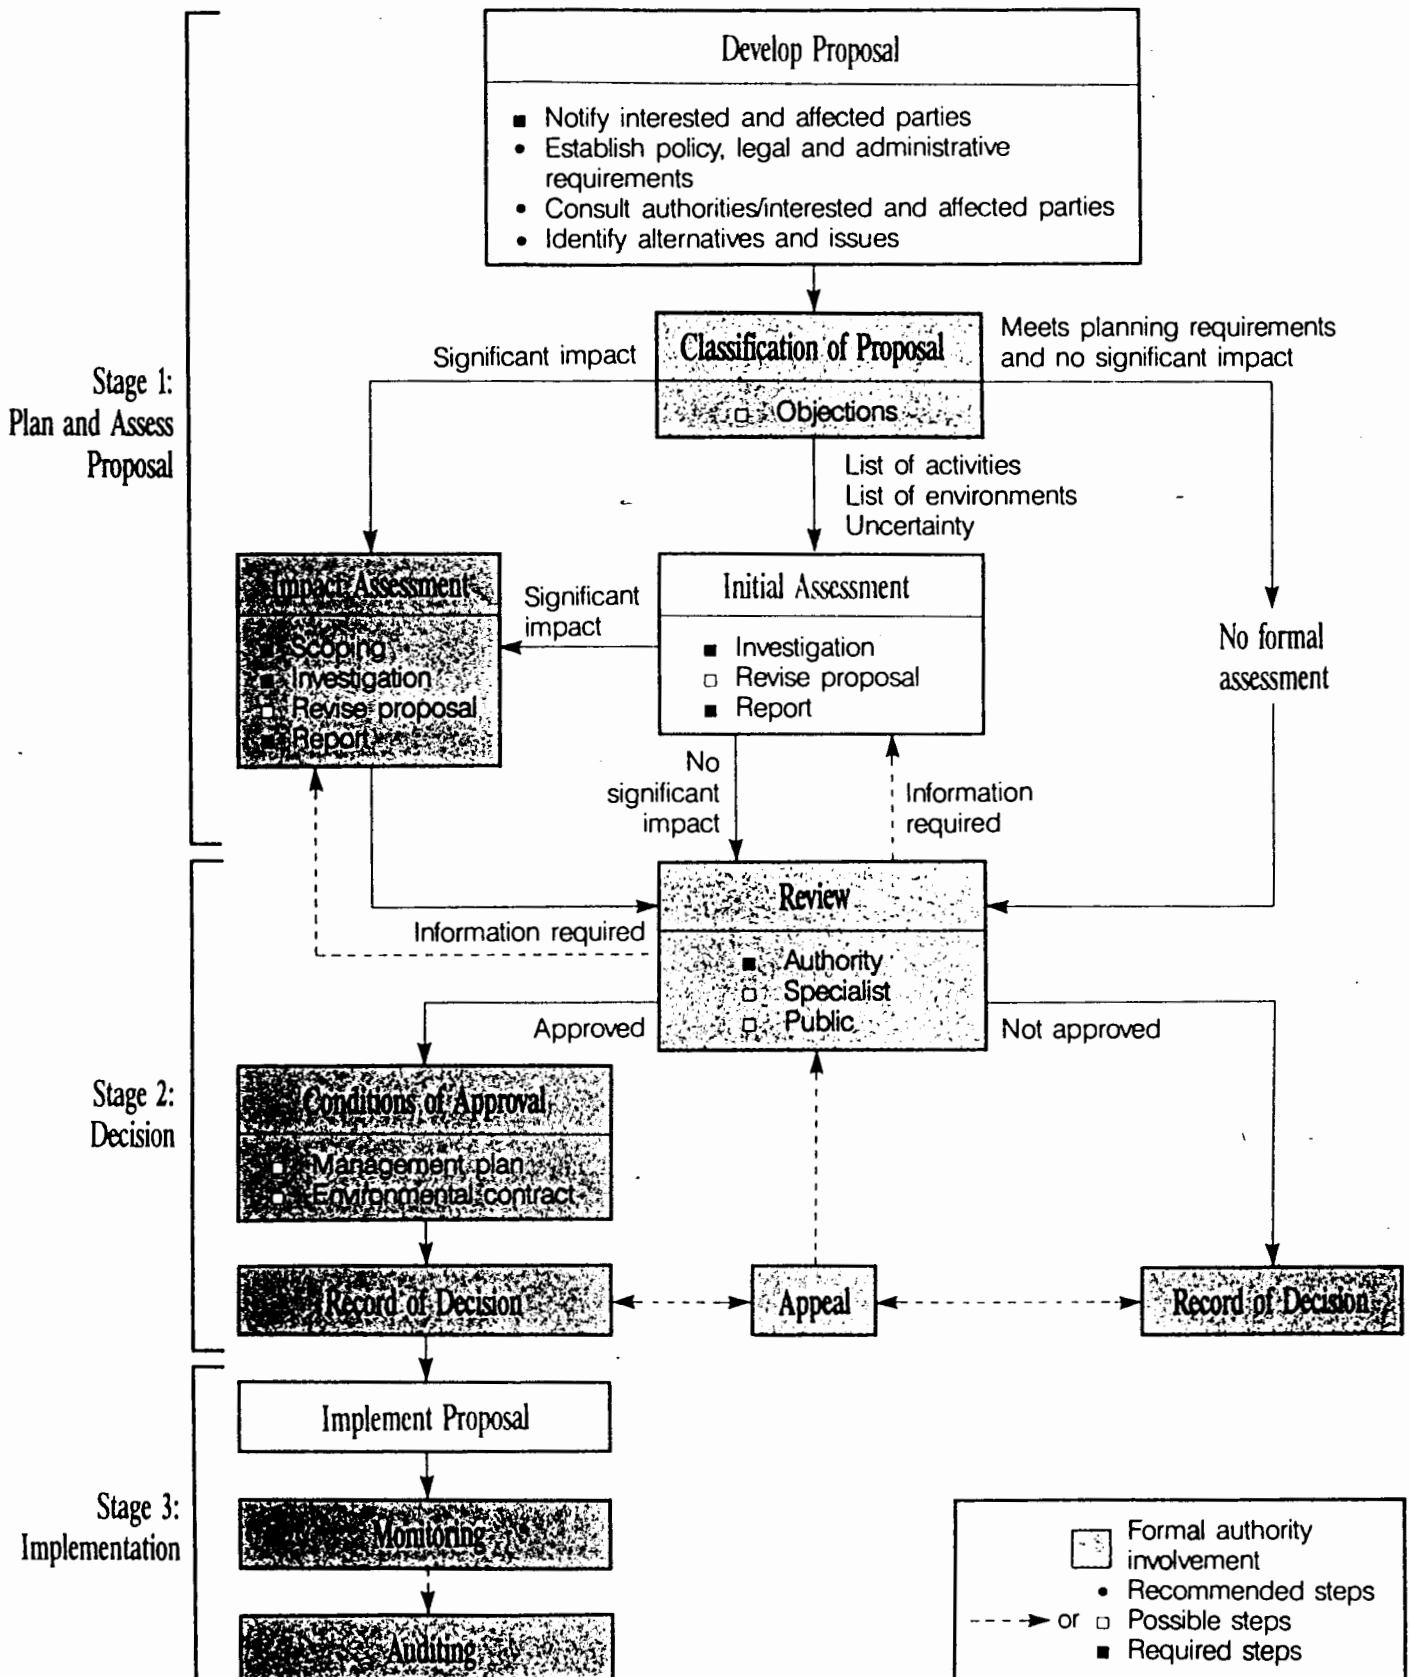 Develop Proposal
■ Notify interested and affected parties
• Establish policy, legal and administrative
requirements
• Consult authorities/interested and affected parties
• Identify alternatives and issues
Stage 1:
Plan and Assess
Proposal
Significant impact
Classification of Proposal
□ Objections
Meets planning requirements
and no significant impact
List of activities
List of environments
Uncertainty
Impact Assessment
■ Scoping
■ Investigation
□ Revise proposal
■ Report
Significant
impact
Initial Assessment
■ Investigation
□ Revise proposal
■ Report
No formal
assessment
No
significant
impact
Information
required
Review
■ Authority
□ Specialist
□ Public
Information required
Approved
Not approved
Stage 2:
Decision
Conditions of Approval
□ Management plan
□ Environmental contract
Record of Decision
Appeal
Record of Decision
Stage 3:
Implementation
Implement Proposal
Monitoring
Auditing
Formal authority
involvement
• Recommended steps
or □ Possible steps
■ Required steps